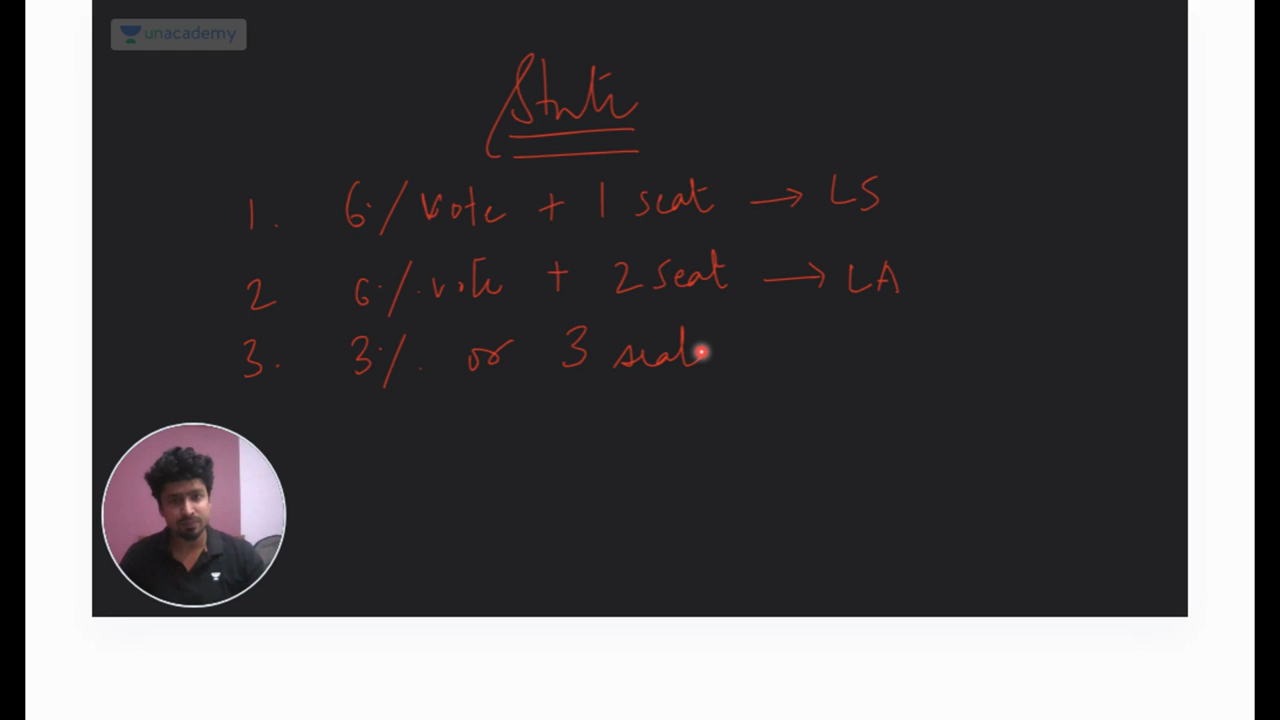 unacademy
State
1. 6% vote + 1 seat → LS
2 6% vote + 2 seat → LA
3. 3% or 3 seat